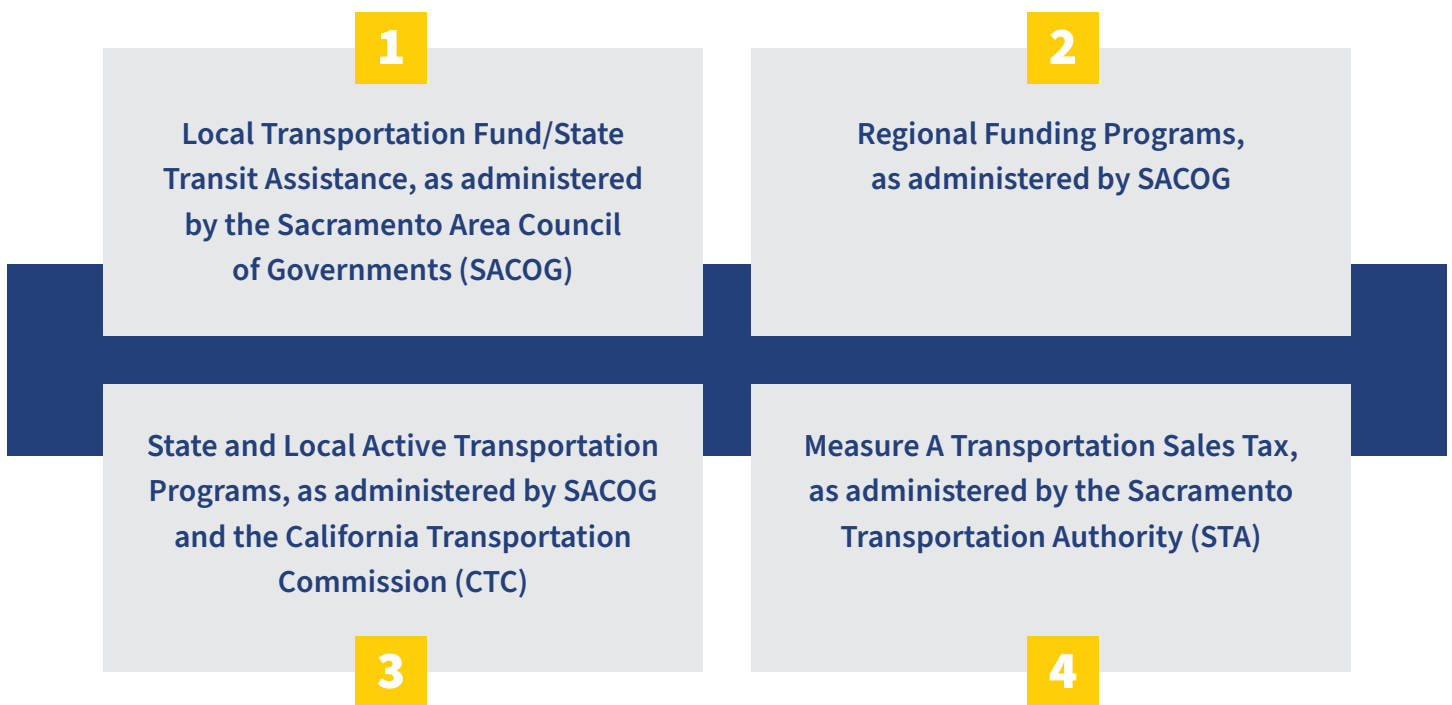 1
Local Transportation Fund/State
Transit Assistance, as administered
by the Sacramento Area Council
of Governments (SACOG)
2
Regional Funding Programs,
as administered by SACOG
State and Local Active Transportation
Programs, as administered by SACOG
and the California Transportation
Commission (CTC)
3
Measure A Transportation Sales Tax,
as administered by the Sacramento
Transportation Authority (STA)
4